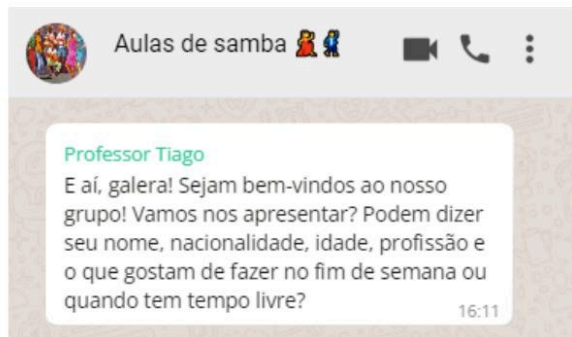 Aulas de samba 💃🕺
Professor Tiago
E aí, galera! Sejam bem-vindos ao nosso
grupo! Vamos nos apresentar? Podem dizer
seu nome, nacionalidade, idade, profissão e
o que gostam de fazer no fim de semana ou
quando tem tempo livre?
16:11